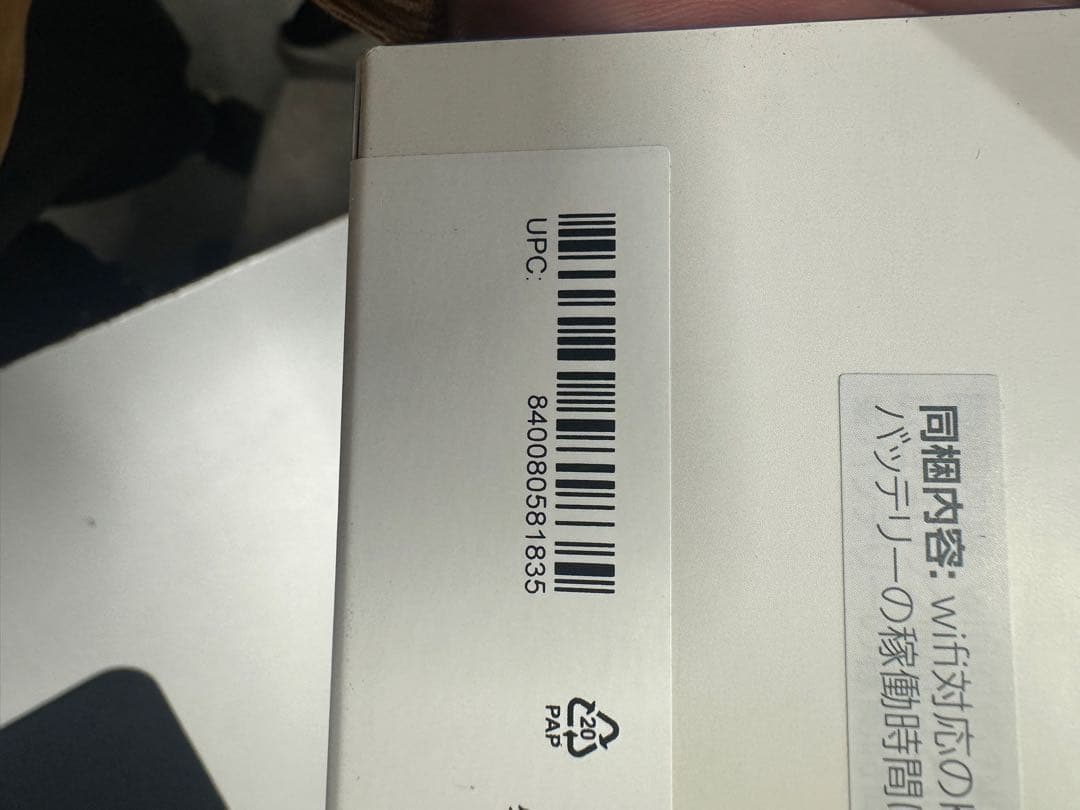 UPC:
840080581835
20
PAP
同梱内容: wifi対応の
バッテリーの稼働時間